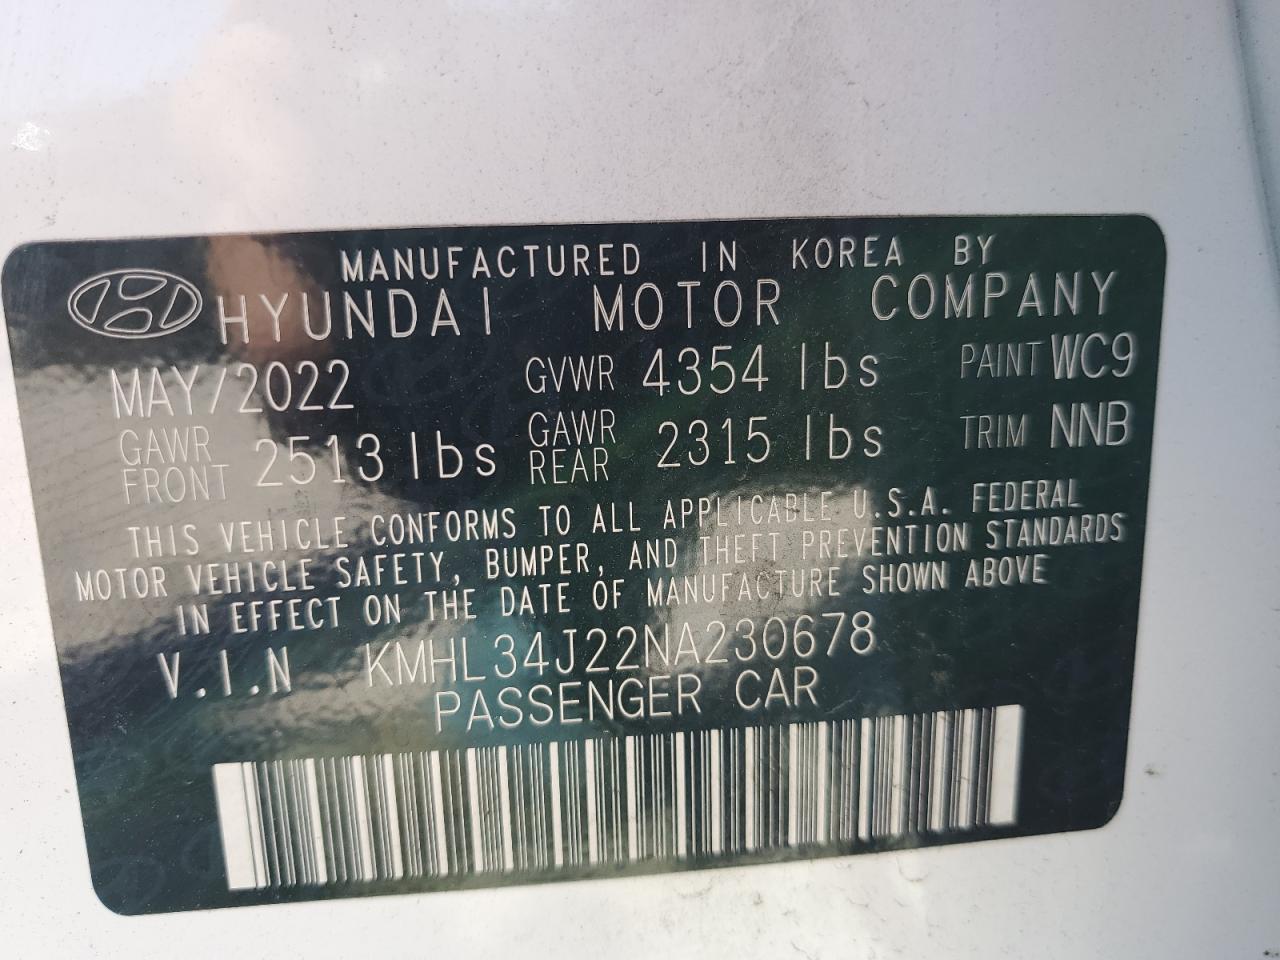 MANUFACTURED IN KOREA BY
HYUNDAI MOTOR COMPANY
MAY/2022 GVWR 4354 lbs PAINT WC9
GAWR FRONT 2513 lbs GAWR REAR 2315 lbs TRIM NNB
THIS VEHICLE CONFORMS TO ALL APPLICABLE U.S.A. FEDERAL
MOTOR VEHICLE SAFETY, BUMPER, AND THEFT PREVENTION STANDARDS
IN EFFECT ON THE DATE OF MANUFACTURE SHOWN ABOVE
V.I.N KMHL34J22NA230678
PASSENGER CAR